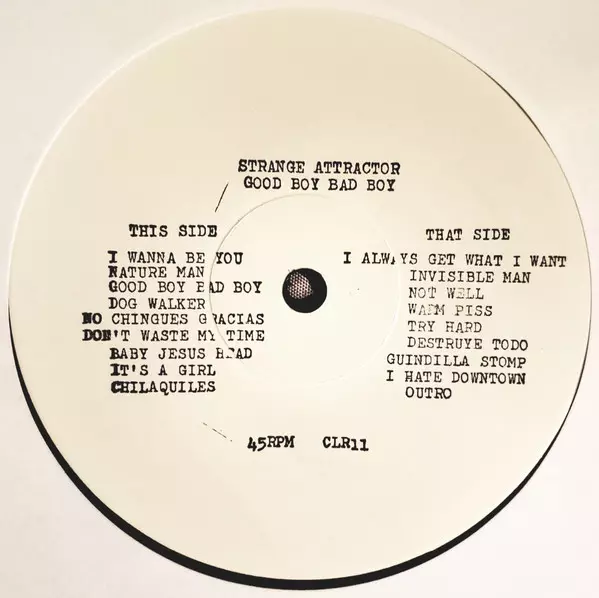 STRANGE ATTRACTOR
GOOD BOY BAD BOY
THIS SIDE
I WANNA BE YOU
NATURE MAN
GOOD BOY BAD BOY
DOG WALKER
NO CHINGUES GRACIAS
DON'T WASTE MY TIME
BABY JESUS HEAD
IT'S A GIRL
CHILAQUILES
THAT SIDE
I ALWAYS GET WHAT I WANT
INVISIBLE MAN
NOT WELL
WARM PISS
TRY HARD
DESTRUYE TODO
GUINDILLA STOMP
I HATE DOWNTOWN
OUTRO
45RPM CLR11